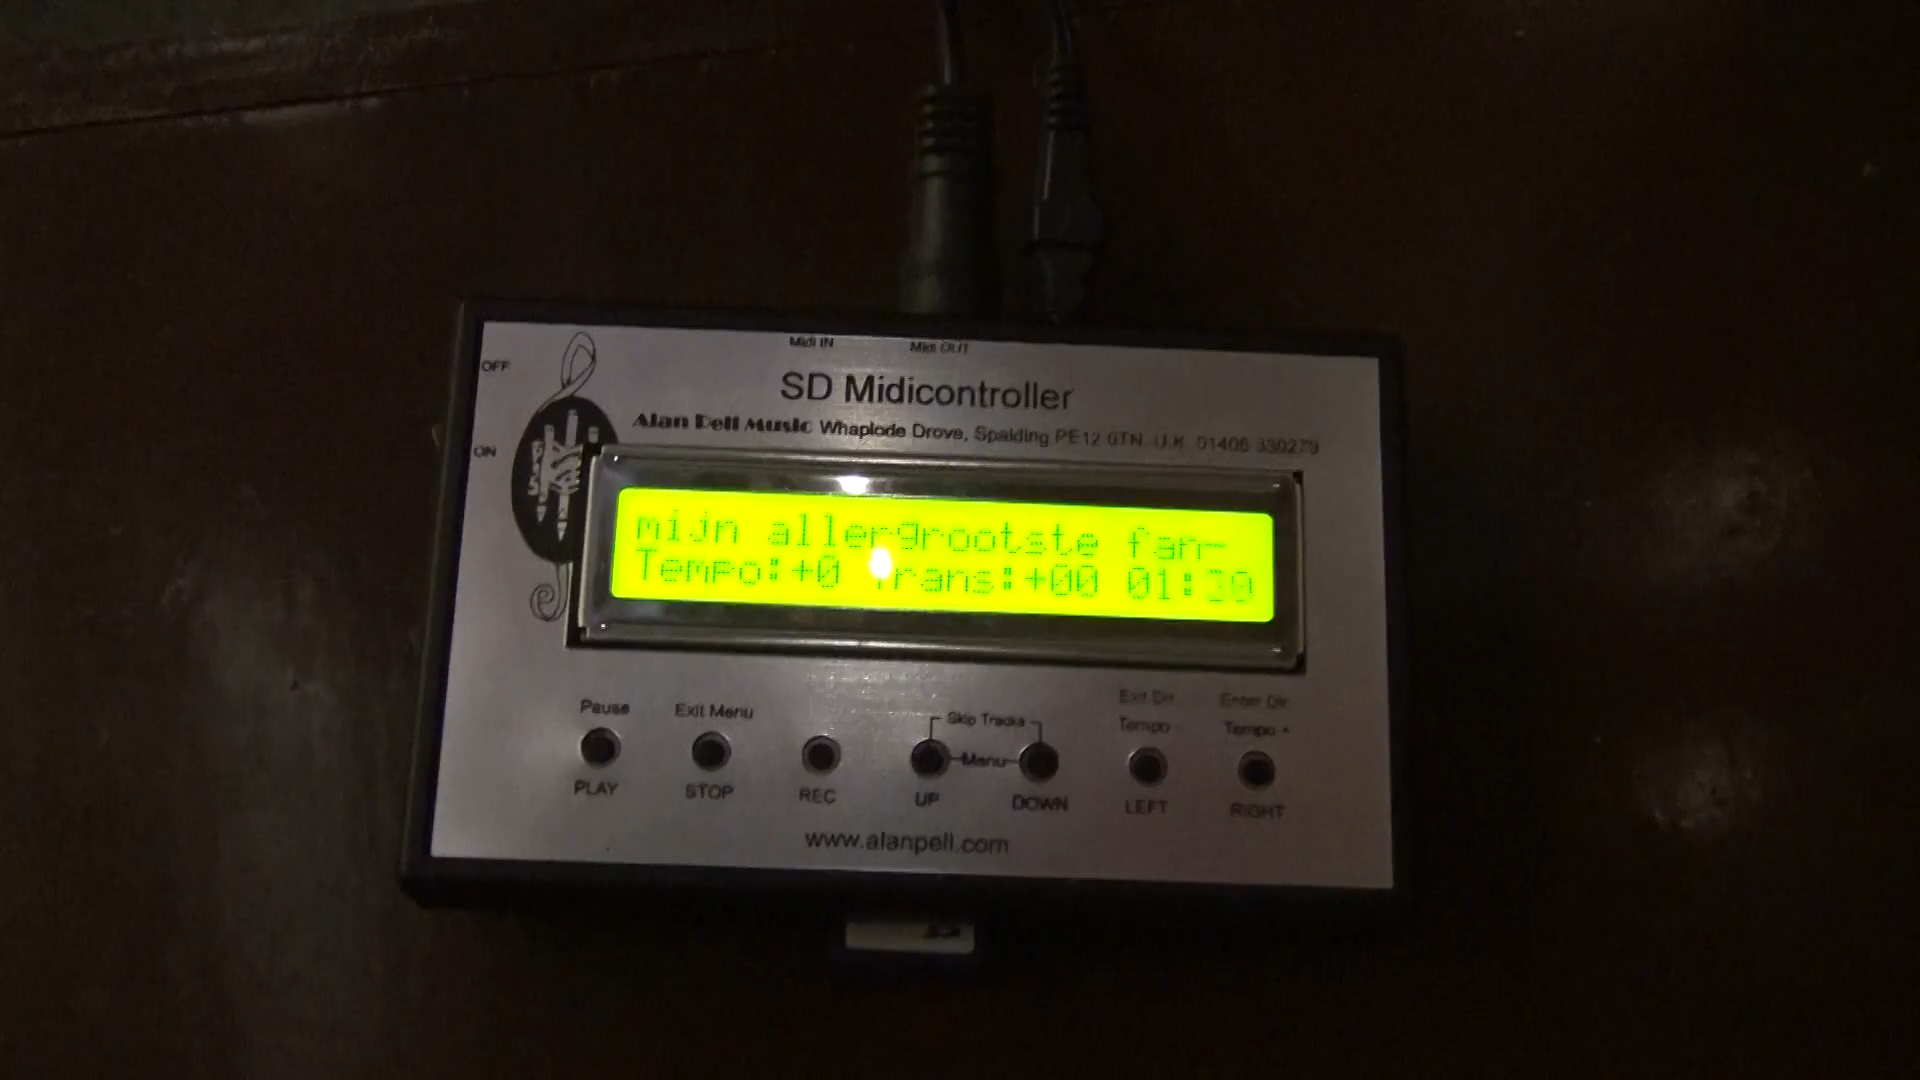 Midi IN Midi OUT
OFF
SD Midicontroller
Alan Pell Music Whaplode Drove, Spalding PE12 0TN. U.K. 01406 330279
ON
mijn allergrootste fan-
Tempo:+0 Trans:+00
Exit Dir Enter Dir
Pause Exit Menu Skip Tracks Tempo - Tempo +
Menu
PLAY STOP REC UP DOWN LEFT RIGHT
www.alanpell.com